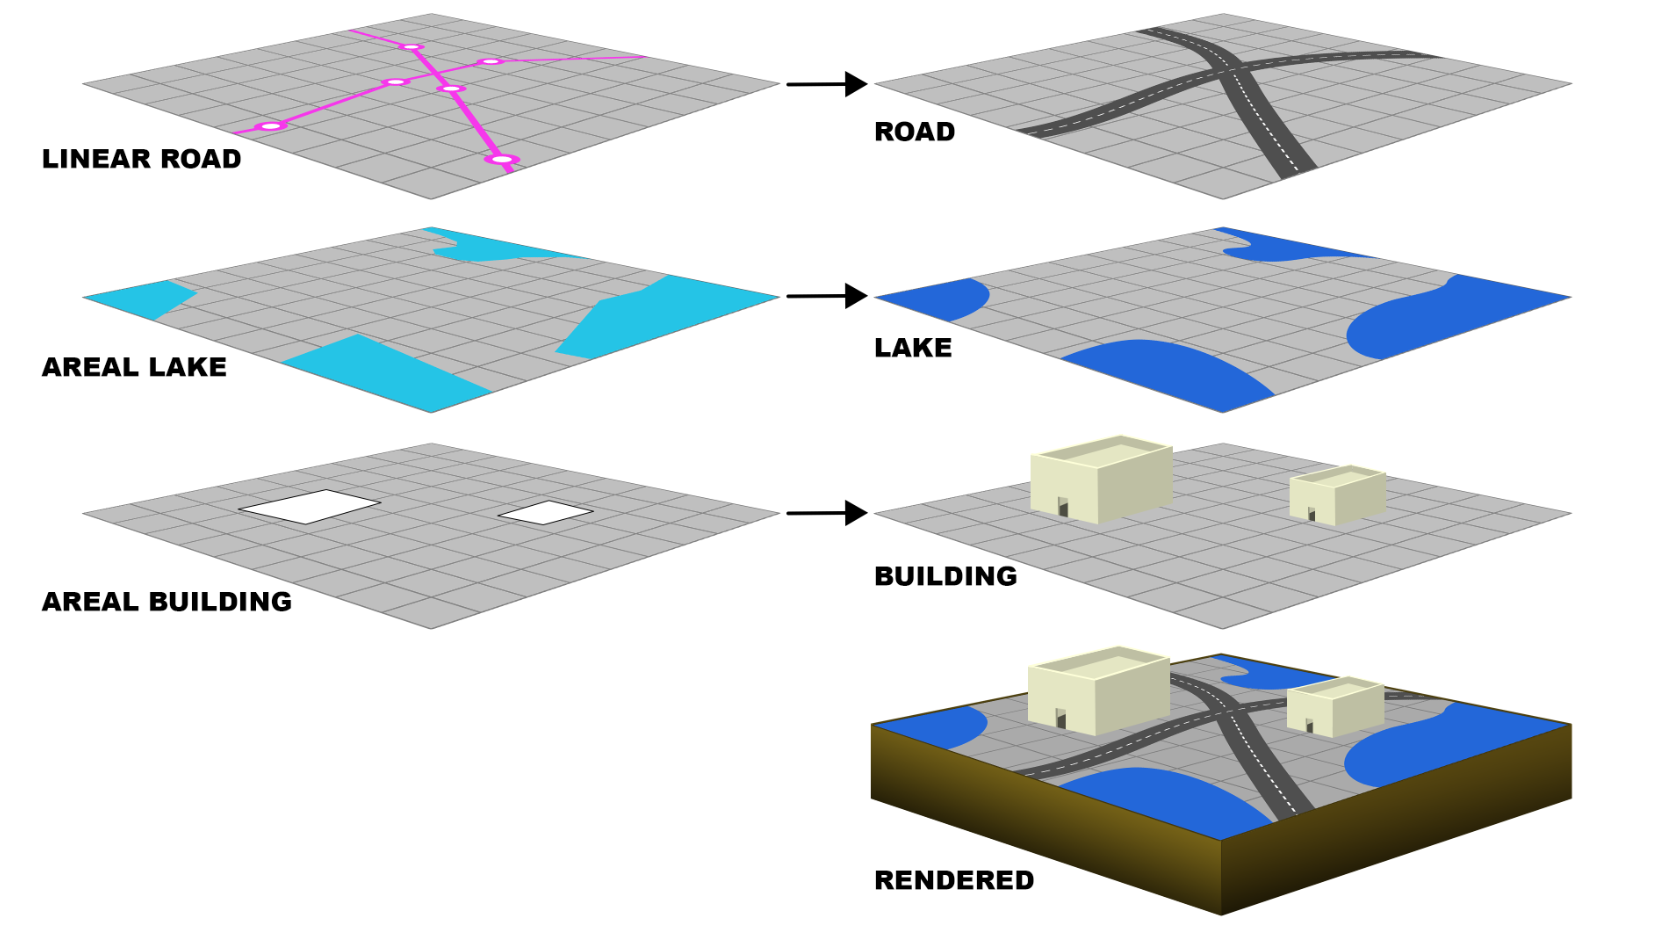 LINEAR ROAD
ROAD
AREAL LAKE
LAKE
AREAL BUILDING
BUILDING
RENDERED